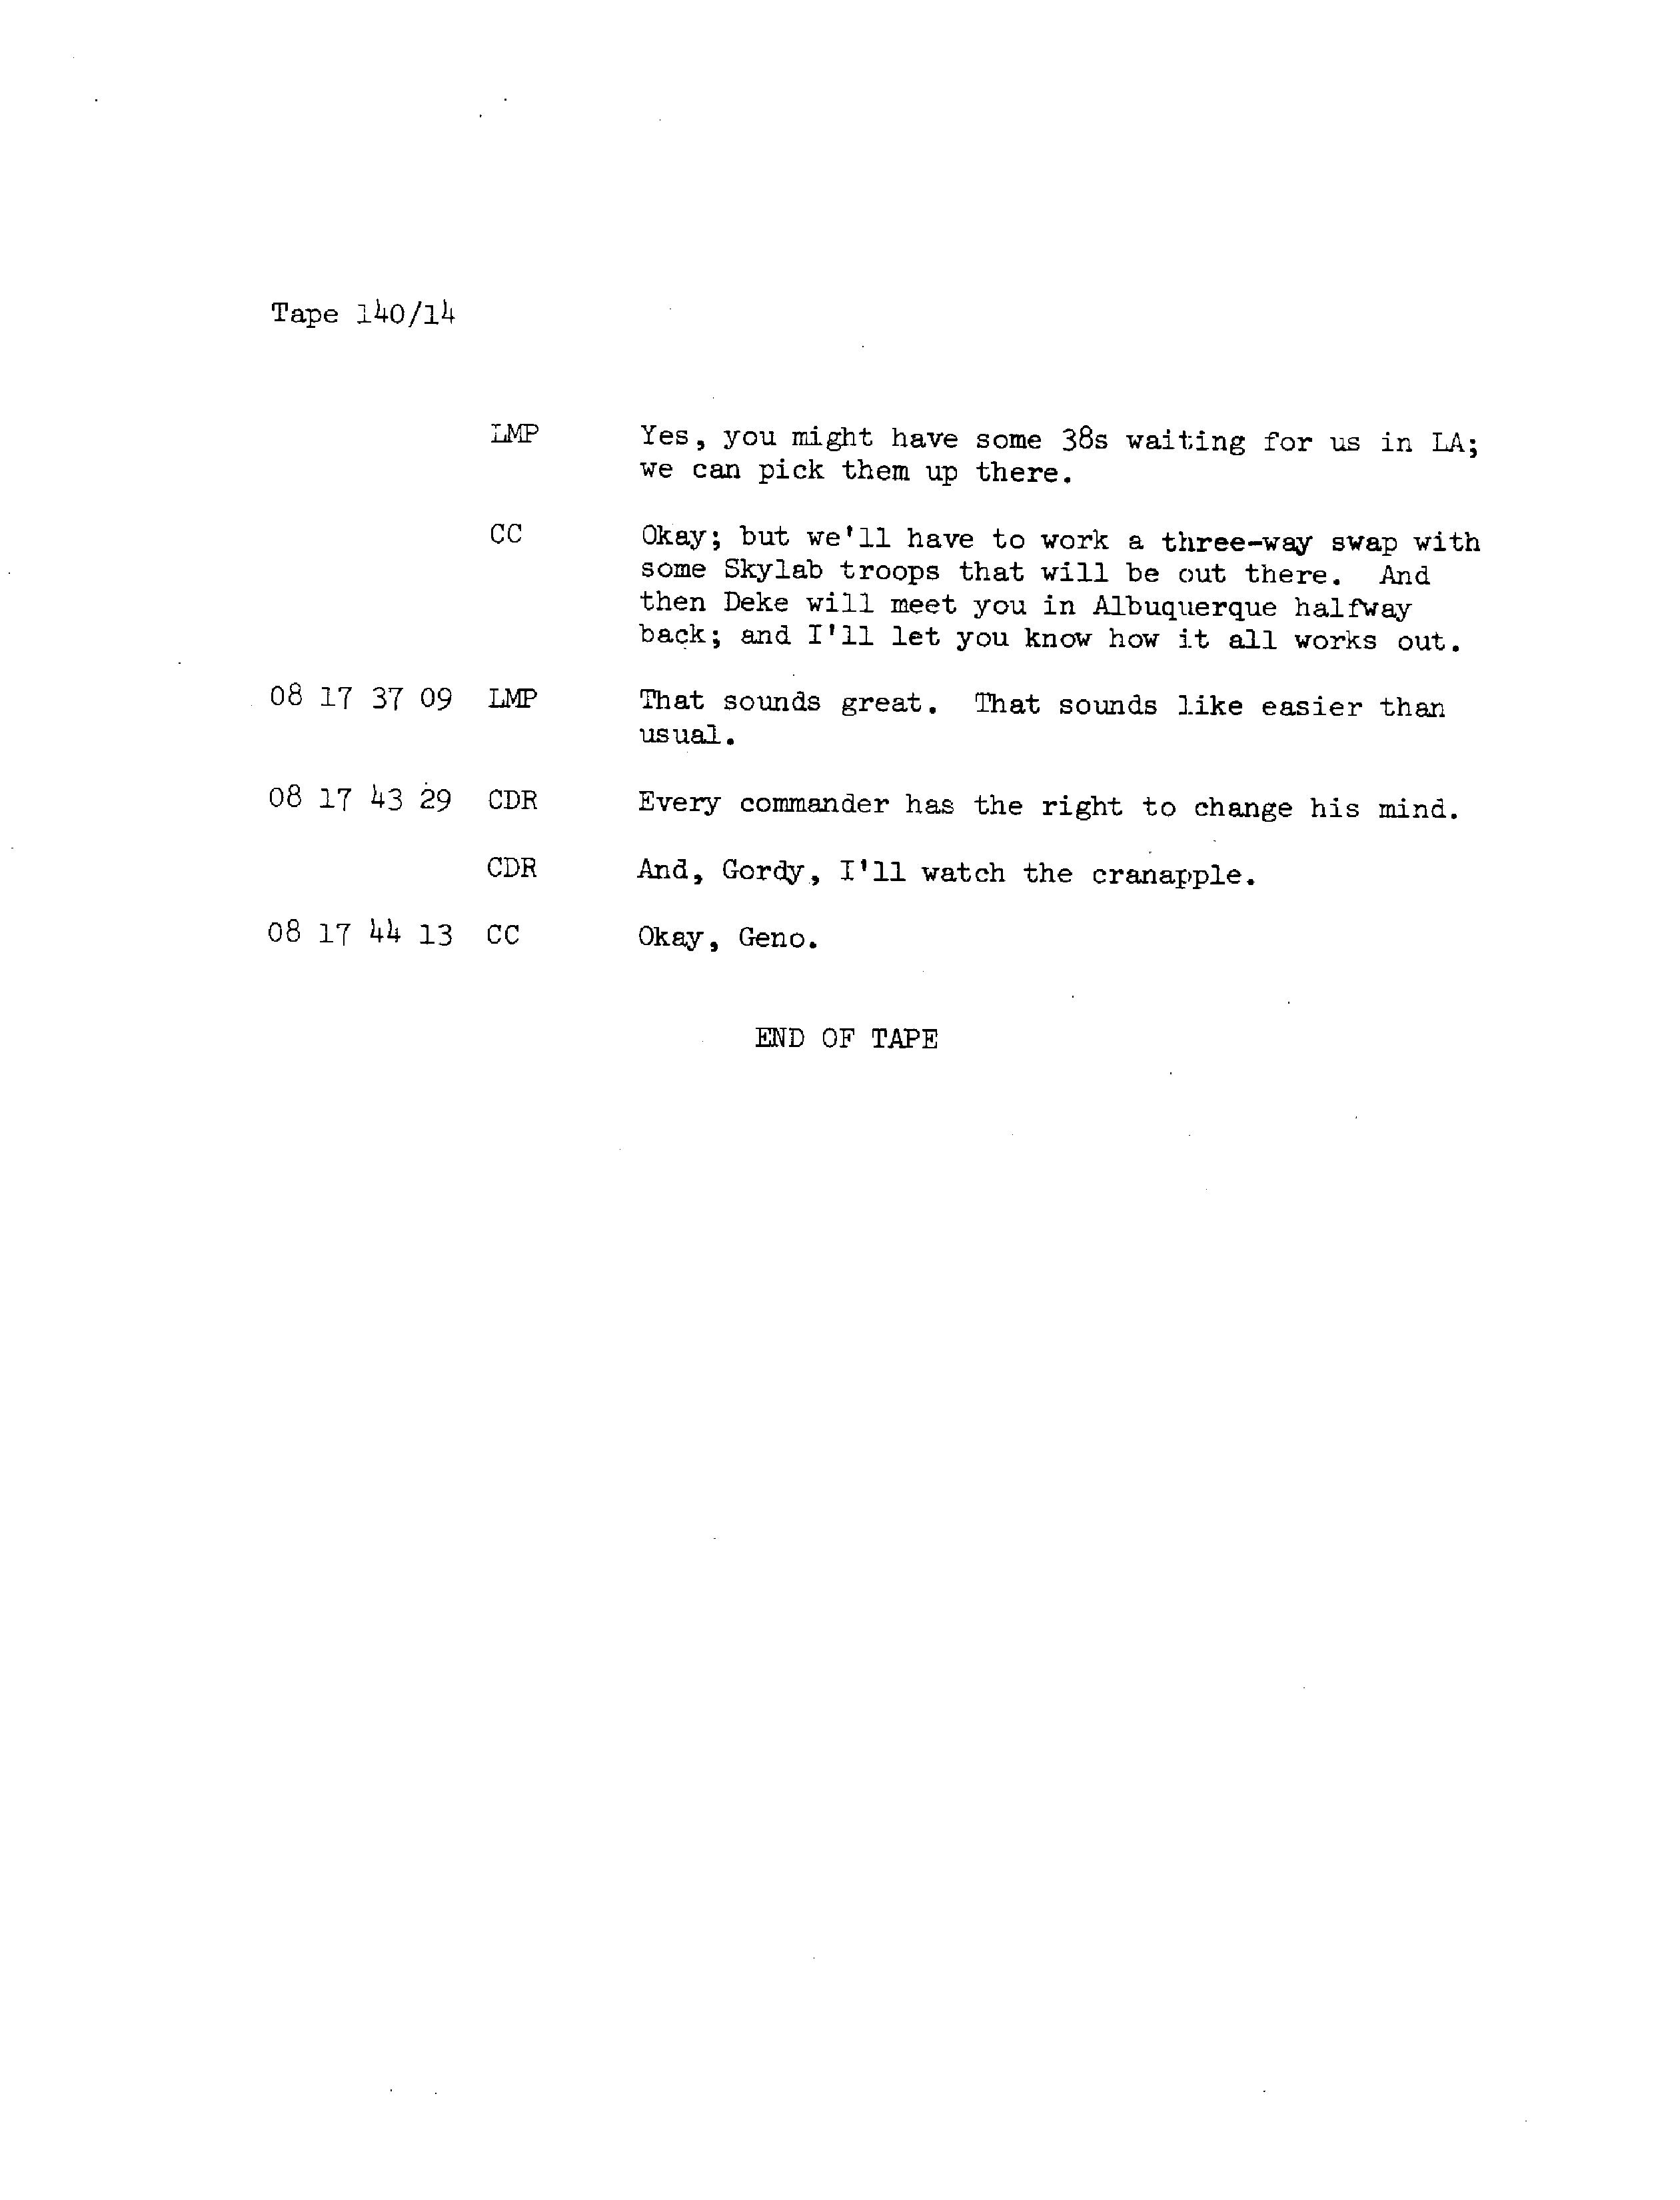 Tape 140/14
LMP Yes, you might have some 38s waiting for us in LA;
we can pick them up there.
CC Okay; but we'll have to work a three-way swap with
some Skylab troops that will be out there. And
then Deke will meet you in Albuquerque halfway
back; and I'll let you know how it all works out.
08 17 37 09 LMP That sounds great. That sounds like easier than
usual.
08 17 43 29 CDR Every commander has the right to change his mind.
CDR And, Gordy, I'll watch the cranapple.
08 17 44 13 CC Okay, Geno.
END OF TAPE